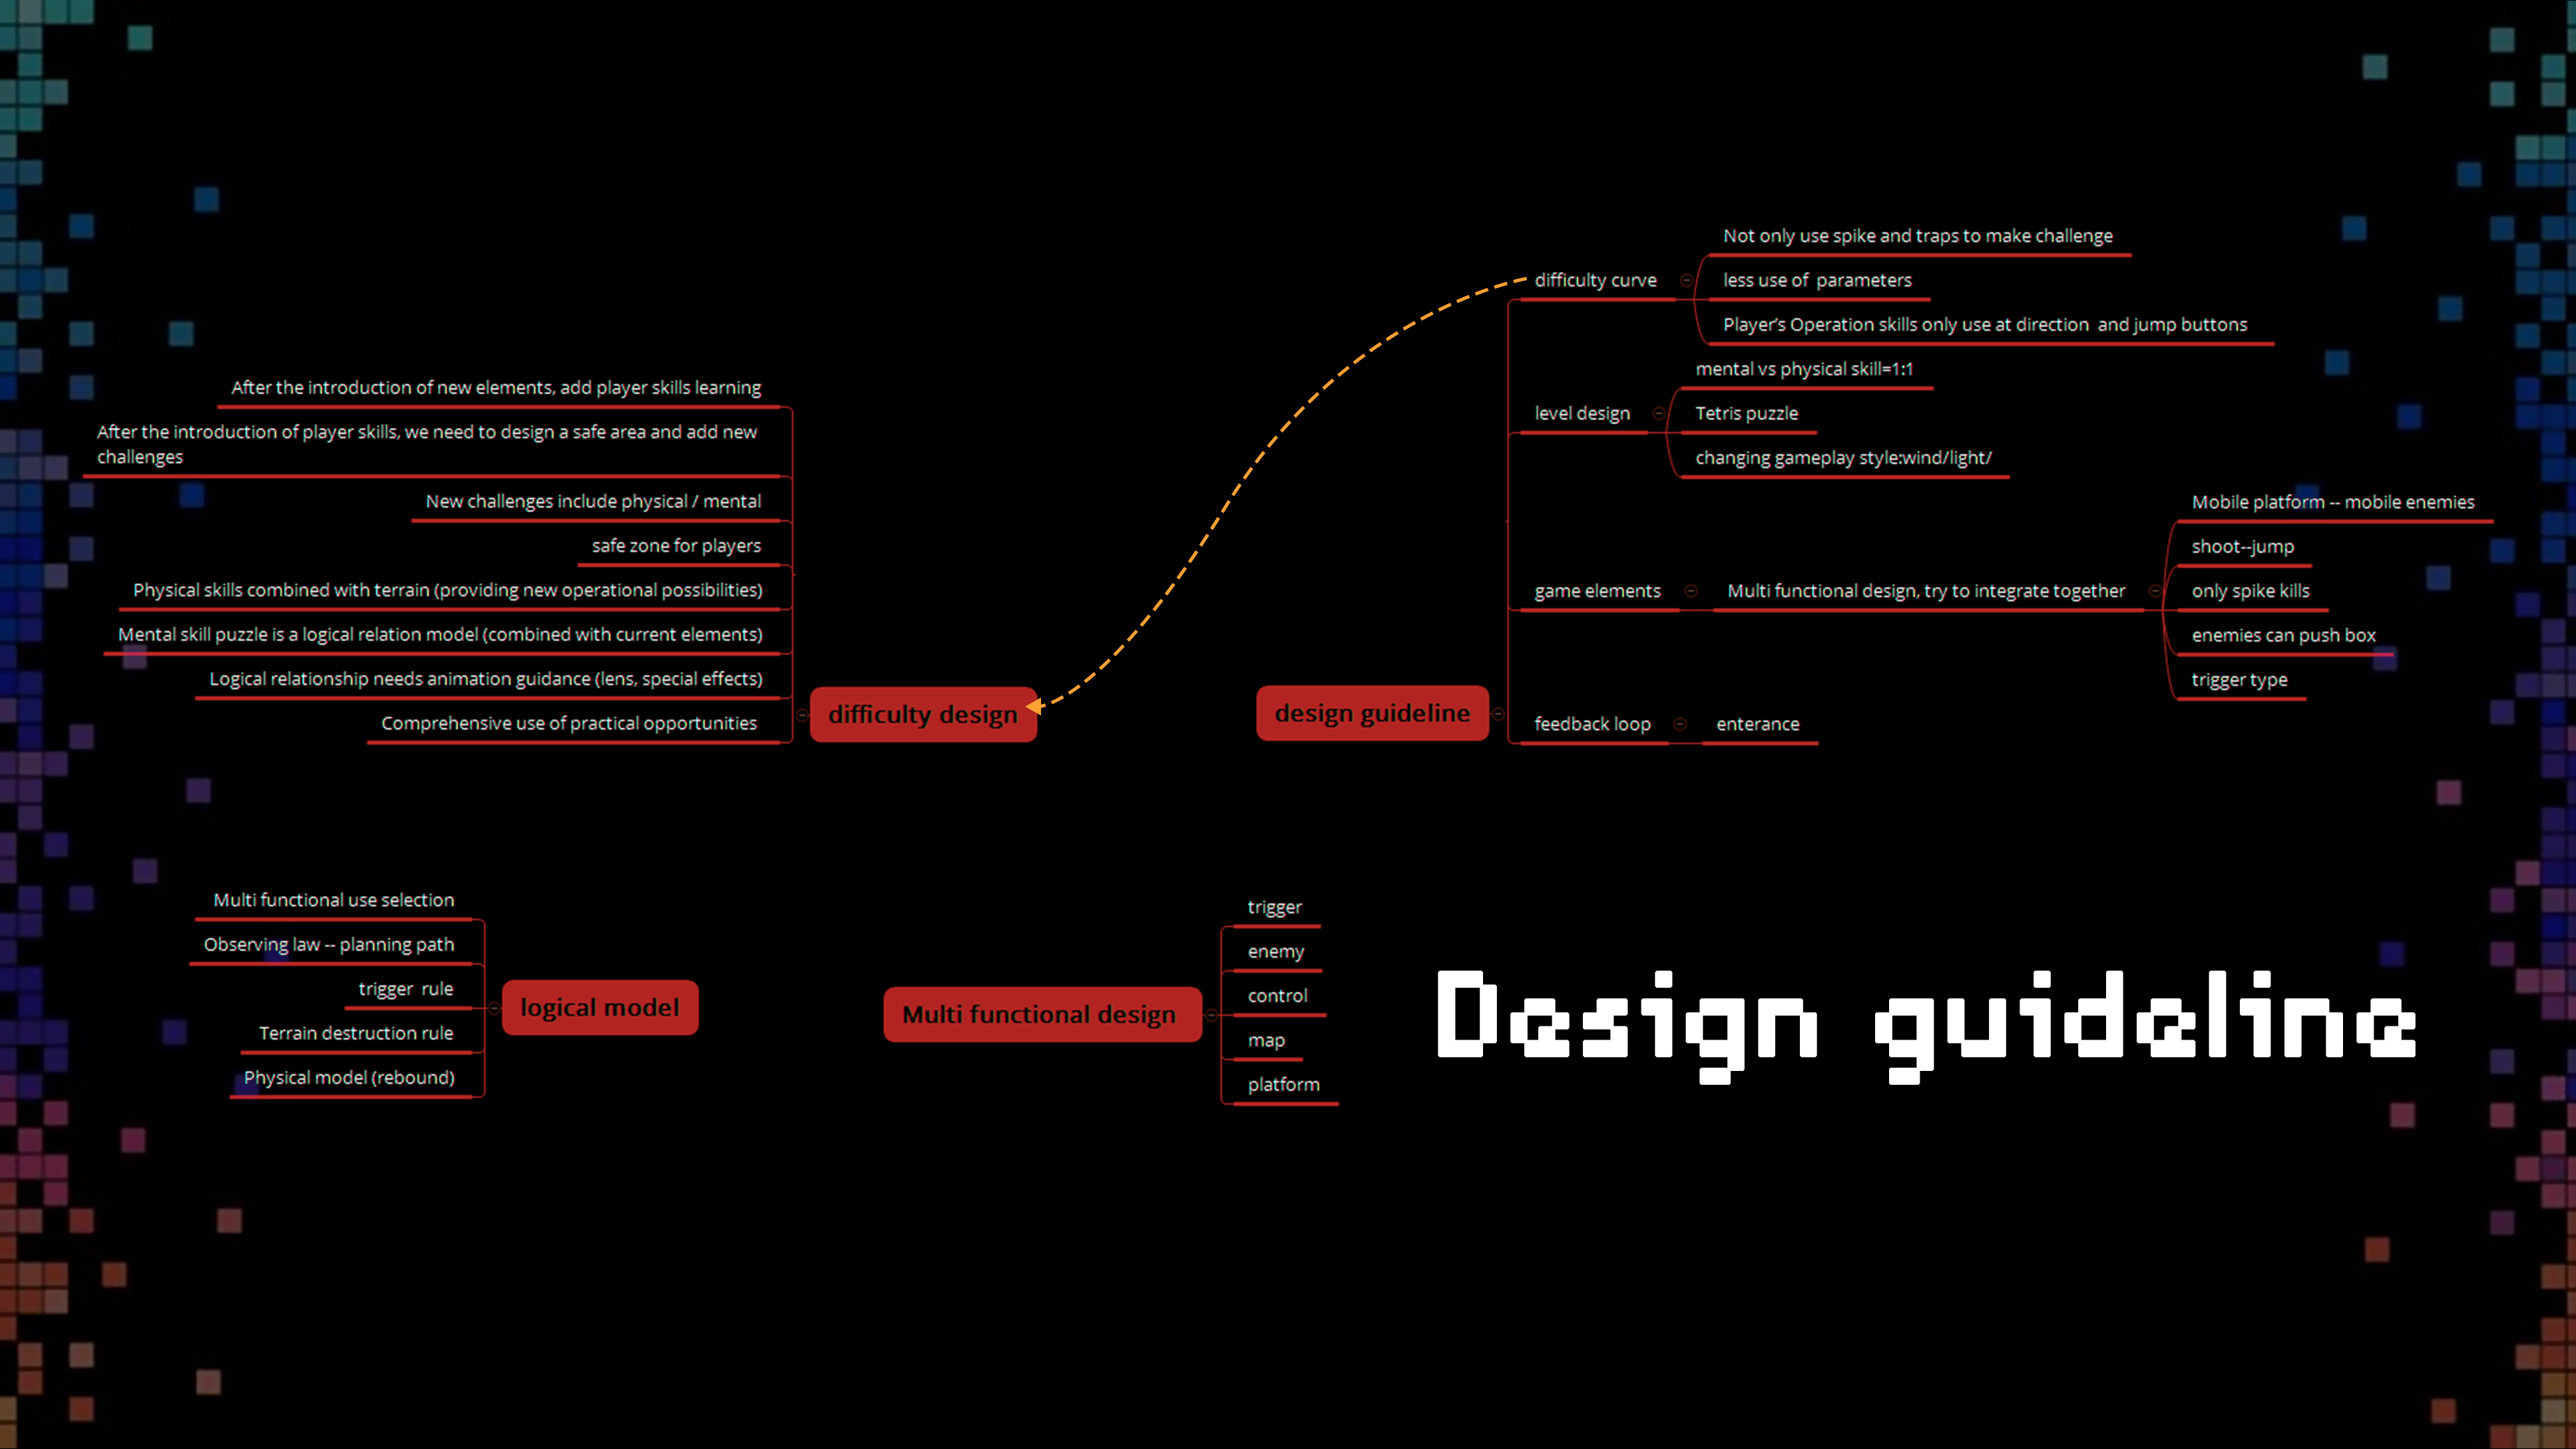 After the introduction of new elements, add player skills learning
After the introduction of player skills, we need to design a safe area and add new
challenges
New challenges include physical / mental
safe zone for players
Physical skills combined with terrain (providing new operational possibilities)
Mental skill puzzle is a logical relation model (combined with current elements)
Logical relationship needs animation guidance (lens, special effects)
Comprehensive use of practical opportunities
difficulty design
design guideline
difficulty curve
Not only use spike and traps to make challenge
less use of  parameters
Player's Operation skills only use at direction  and jump buttons
level design
mental vs physical skill=1:1
Tetris puzzle
changing gameplay style:wind/light/
game elements
Multi functional design, try to integrate together
Mobile platform -- mobile enemies
shoot--jump
only spike kills
enemies can push box
trigger type
feedback loop
enterance
Multi functional use selection
Observing law -- planning path
trigger  rule
Terrain destruction rule
Physical model (rebound)
logical model
Multi functional design
trigger
enemy
control
map
platform
Design guideline